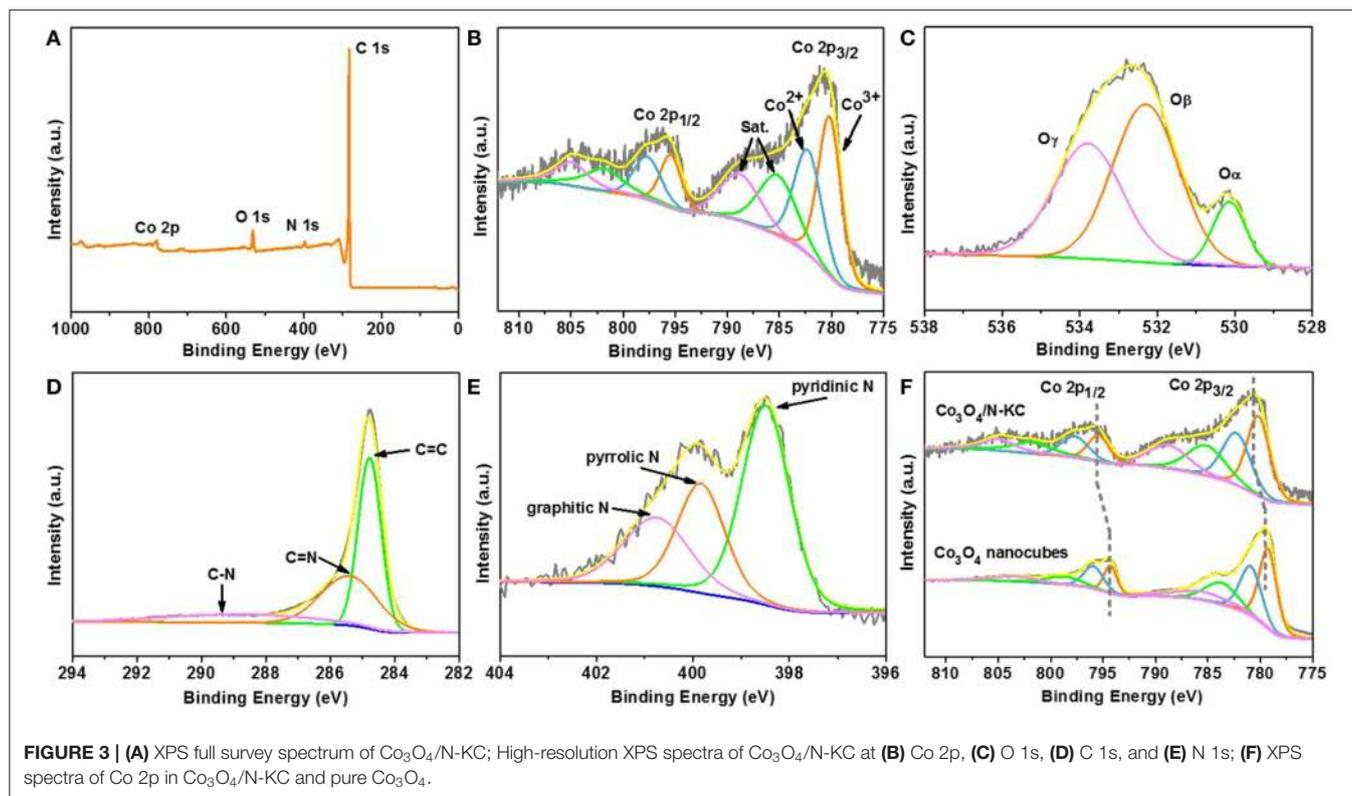 A
C 1s
Co 2p
O 1s
N 1s
Intensity (a.u.)
1000 800 600 400 200 0
Binding Energy (eV)
B
Co 2p3/2
Co2+
Co3+
Co 2p1/2
Sat.
Intensity (a.u.)
810 805 800 795 790 785 780 775
Binding Energy (eV)
C
Oβ
Oγ
Oα
Intensity (a.u.)
538 536 534 532 530 528
Binding Energy (eV)
D
C=C
C=N
C-N
Intensity (a.u.)
294 292 290 288 286 284 282
Binding Energy (eV)
E
pyridinic N
pyrrolic N
graphitic N
Intensity (a.u.)
404 402 400 398 396
Binding Energy (eV)
F
Co 2p1/2
Co 2p3/2
Co3O4/N-KC
Co3O4 nanocubes
Intensity (a.u.)
810 805 800 795 790 785 780 775
Binding Energy (eV)
FIGURE 3 | (A) XPS full survey spectrum of Co3O4/N-KC; High-resolution XPS spectra of Co3O4/N-KC at (B) Co 2p, (C) O 1s, (D) C 1s, and (E) N 1s; (F) XPS
spectra of Co 2p in Co3O4/N-KC and pure Co3O4.